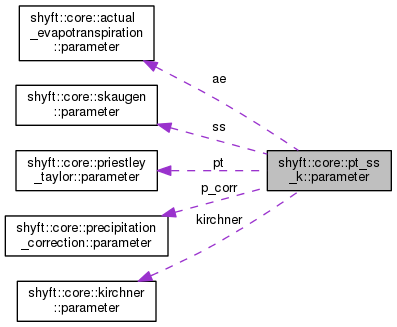 shyft::core::actual
_evapotranspiration
::parameter
ae
shyft::core::skaugen
::parameter
ss
shyft::core::priestley
_taylor::parameter
pt
shyft::core::pt_ss
_k::parameter
p_corr
shyft::core::precipitation
_correction::parameter
kirchner
shyft::core::kirchner
::parameter